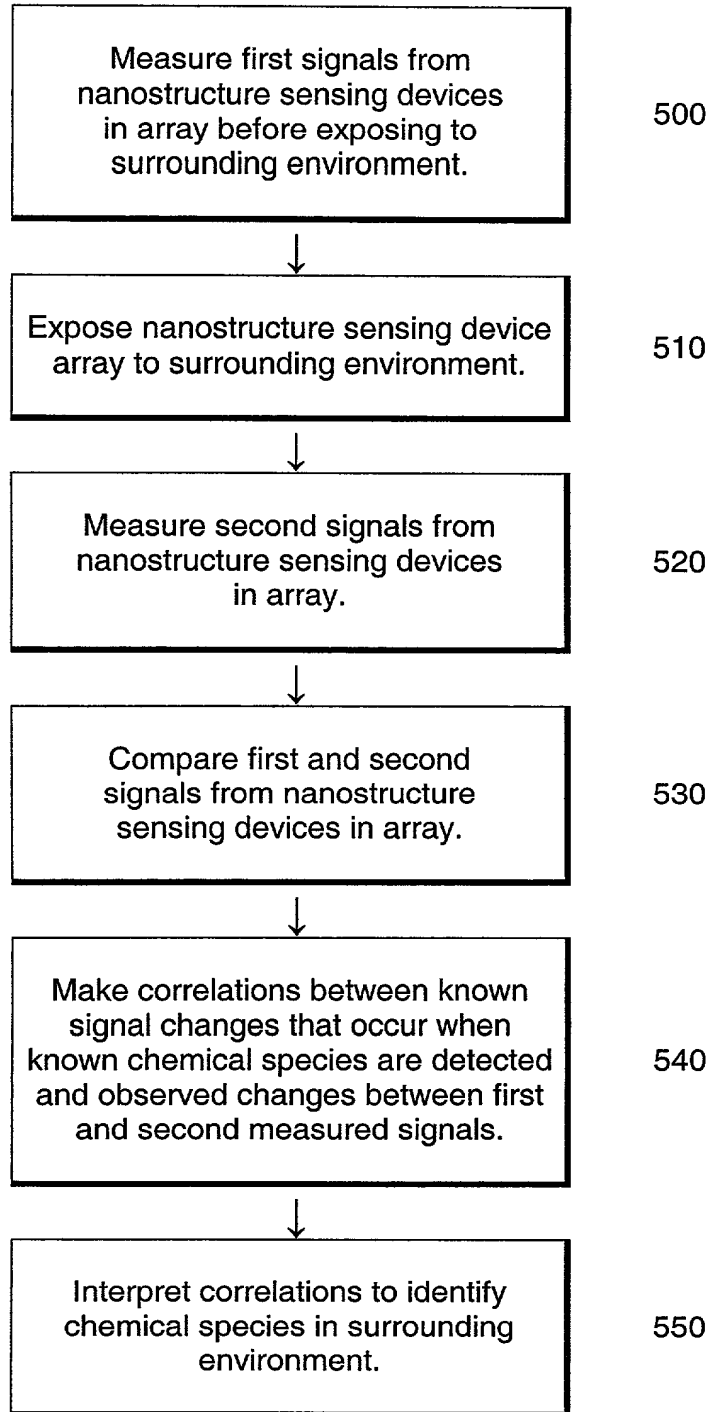 Measure first signals from
nanostructure sensing devices
in array before exposing to
surrounding environment.
500
Expose nanostructure sensing device
array to surrounding environment.
510
Measure second signals from
nanostructure sensing devices
in array.
520
Compare first and second
signals from nanostructure
sensing devices in array.
530
Make correlations between known
signal changes that occur when
known chemical species are detected
and observed changes between first
and second measured signals.
540
Interpret correlations to identify
chemical species in surrounding
environment.
550